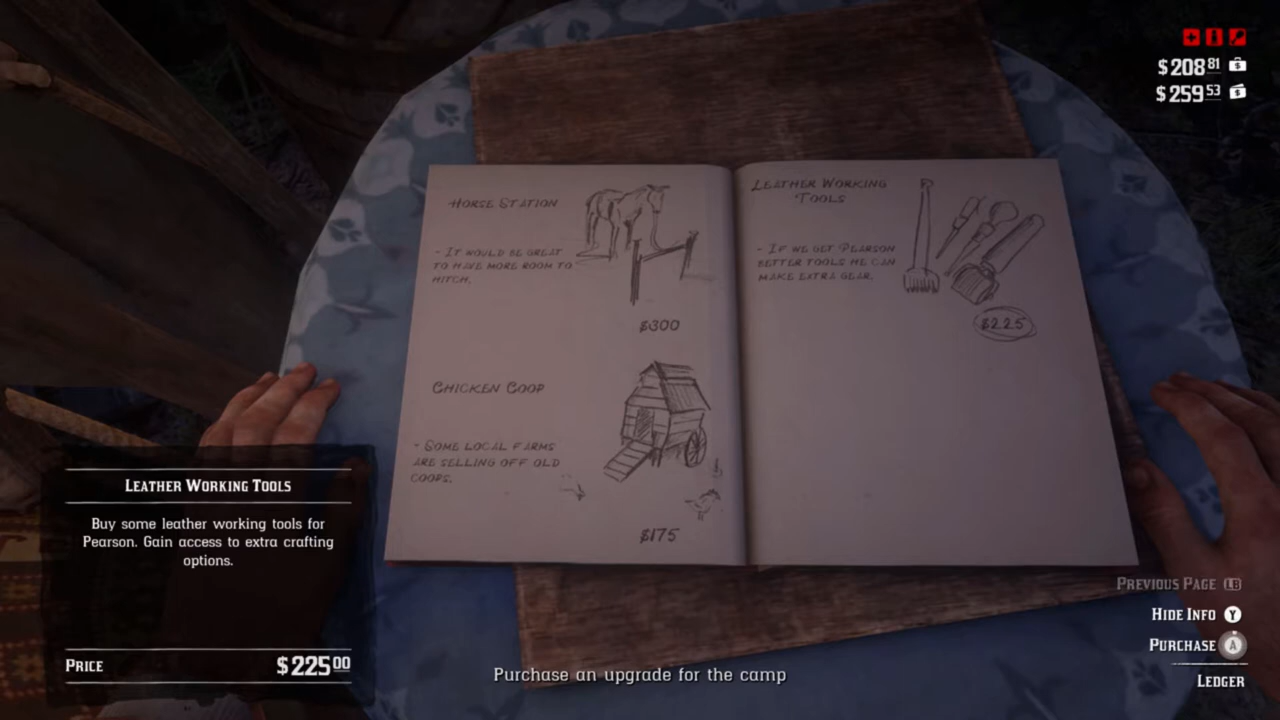 $208 81
$259 53
HORSE STATION
- IT WOULD BE GREAT
TO HAVE MORE ROOM TO
HITCH.
$300
CHICKEN COOP
- SOME LOCAL FARMS
ARE SELLING OFF OLD
COOPS.
$175
LEATHER WORKING
TOOLS
- IF WE GET PEARSON
BETTER TOOLS HE CAN
MAKE EXTRA GEAR.
$225
LEATHER WORKING TOOLS
Buy some leather working tools for
Pearson. Gain access to extra crafting
options.
PRICE $225 00
Purchase an upgrade for the camp
PREVIOUS PAGE LB
HIDE INFO Y
PURCHASE A
LEDGER